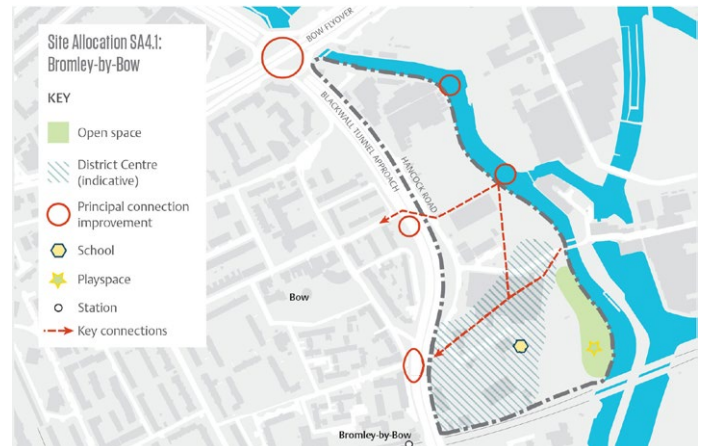 Site Allocation SA4.1:
Bromley-by-Bow
KEY
Open space
District Centre
(indicative)
Principal connection
improvement
School
Playspace
Station
Key connections
BOW FLYOVER
BLACKWALL TUNNEL APPROACH
HANCOCK ROAD
Bow
Bromley-by-Bow